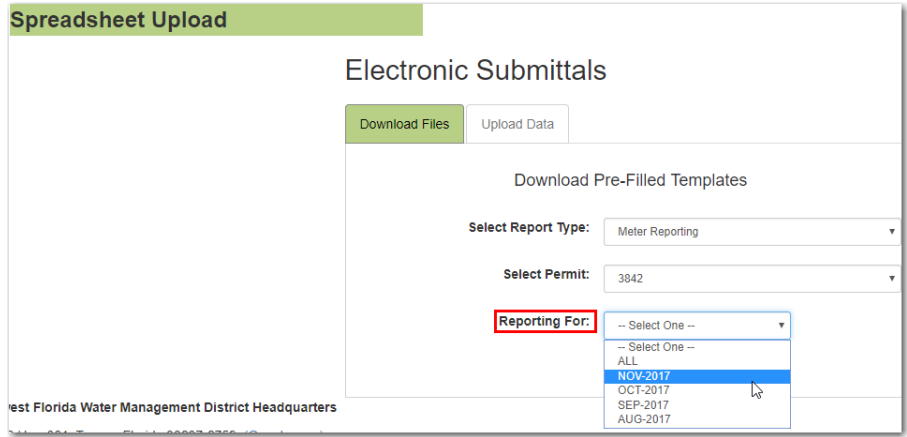 Spreadsheet Upload
Electronic Submittals
Download Files Upload Data
Download Pre-Filled Templates
Select Report Type: Meter Reporting
Select Permit: 3842
Reporting For: -- Select One --
-- Select One --
ALL
NOV-2017
OCT-2017
SEP-2017
AUG-2017
Florida Water Management District Headquarters